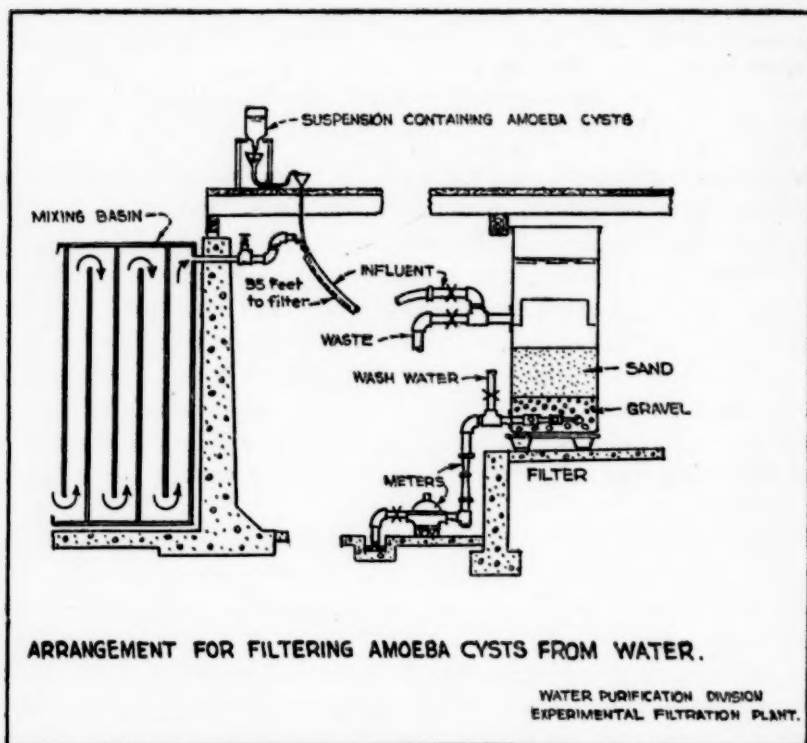 SUSPENSION CONTAINING AMOEBA CYSTS
MIXING BASIN
INFLUENT
35 Feet
to filter
WASTE
WASH WATER
SAND
GRAVEL
METERS
FILTER
ARRANGEMENT FOR FILTERING AMOEBA CYSTS FROM WATER.
WATER PURIFICATION DIVISION
EXPERIMENTAL FILTRATION PLANT.